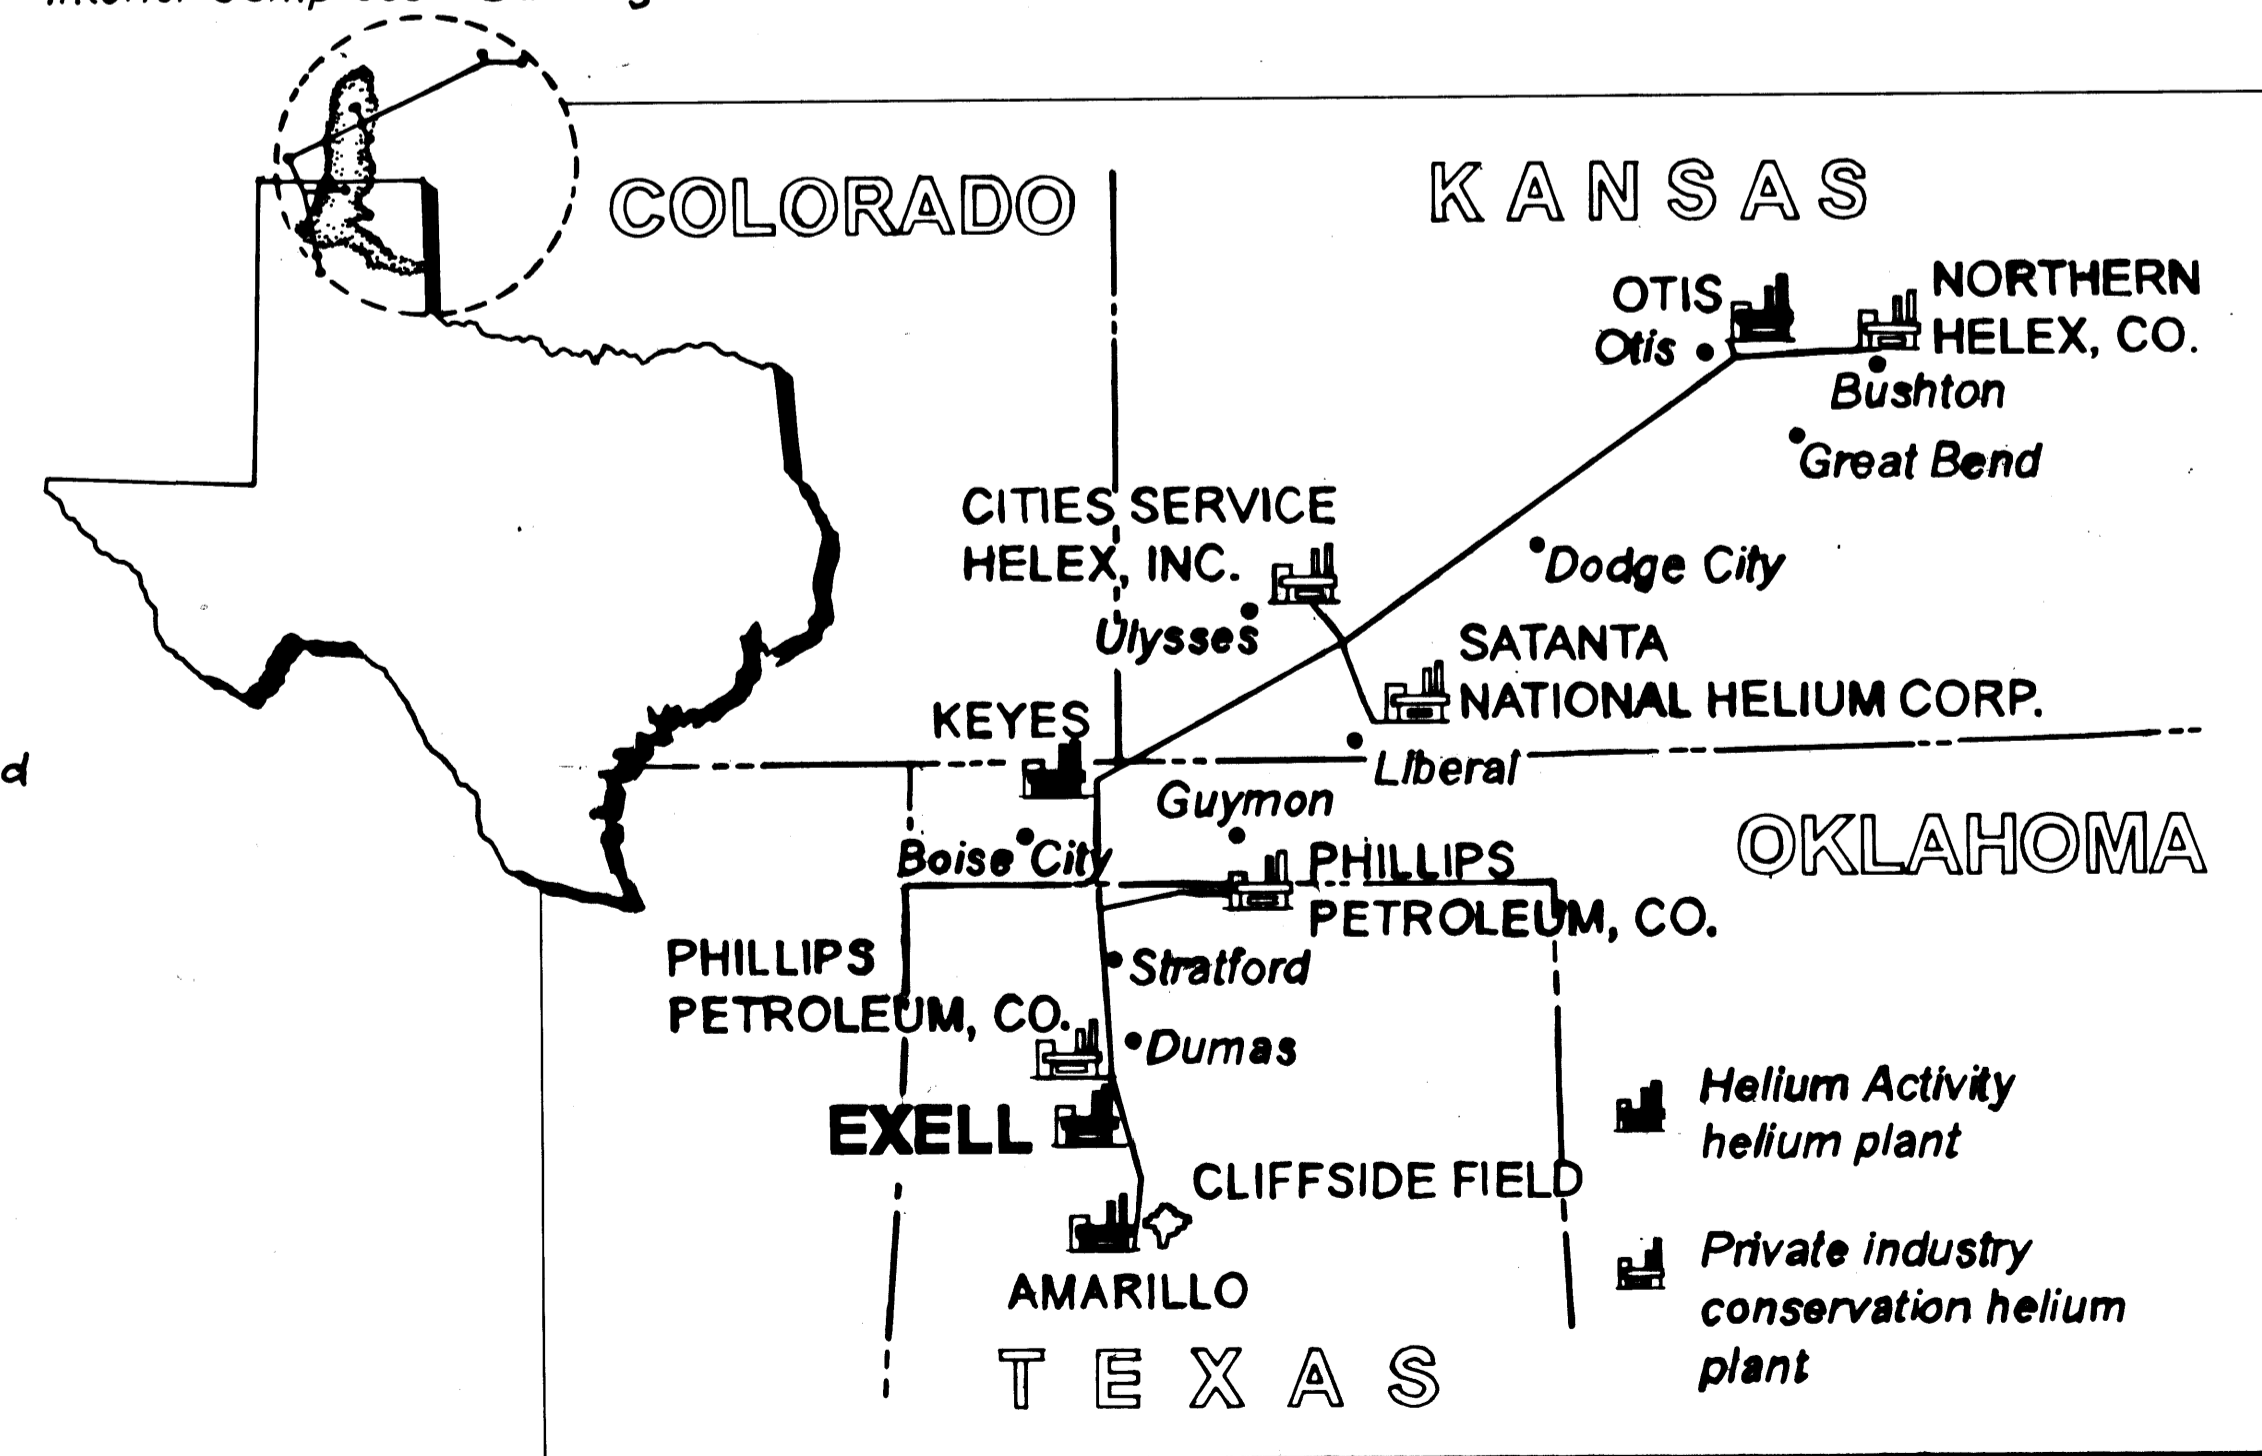 COLORADO
KANSAS
OTIS
NORTHERN
HELEX, CO.
Otis
Bushton
Great Bend
CITIES SERVICE
HELEX, INC.
Dodge City
Ulysses
SATANTA
NATIONAL HELIUM CORP.
KEYES
d
Liberal
Guymon
OKLAHOMA
Boise City
PHILLIPS
PETROLEUM, CO.
PHILLIPS
PETROLEUM, CO.
Stratford
Dumas
EXELL
Helium Activity
helium plant
CLIFFSIDE FIELD
AMARILLO
Private industry
conservation helium
plant
TEXAS